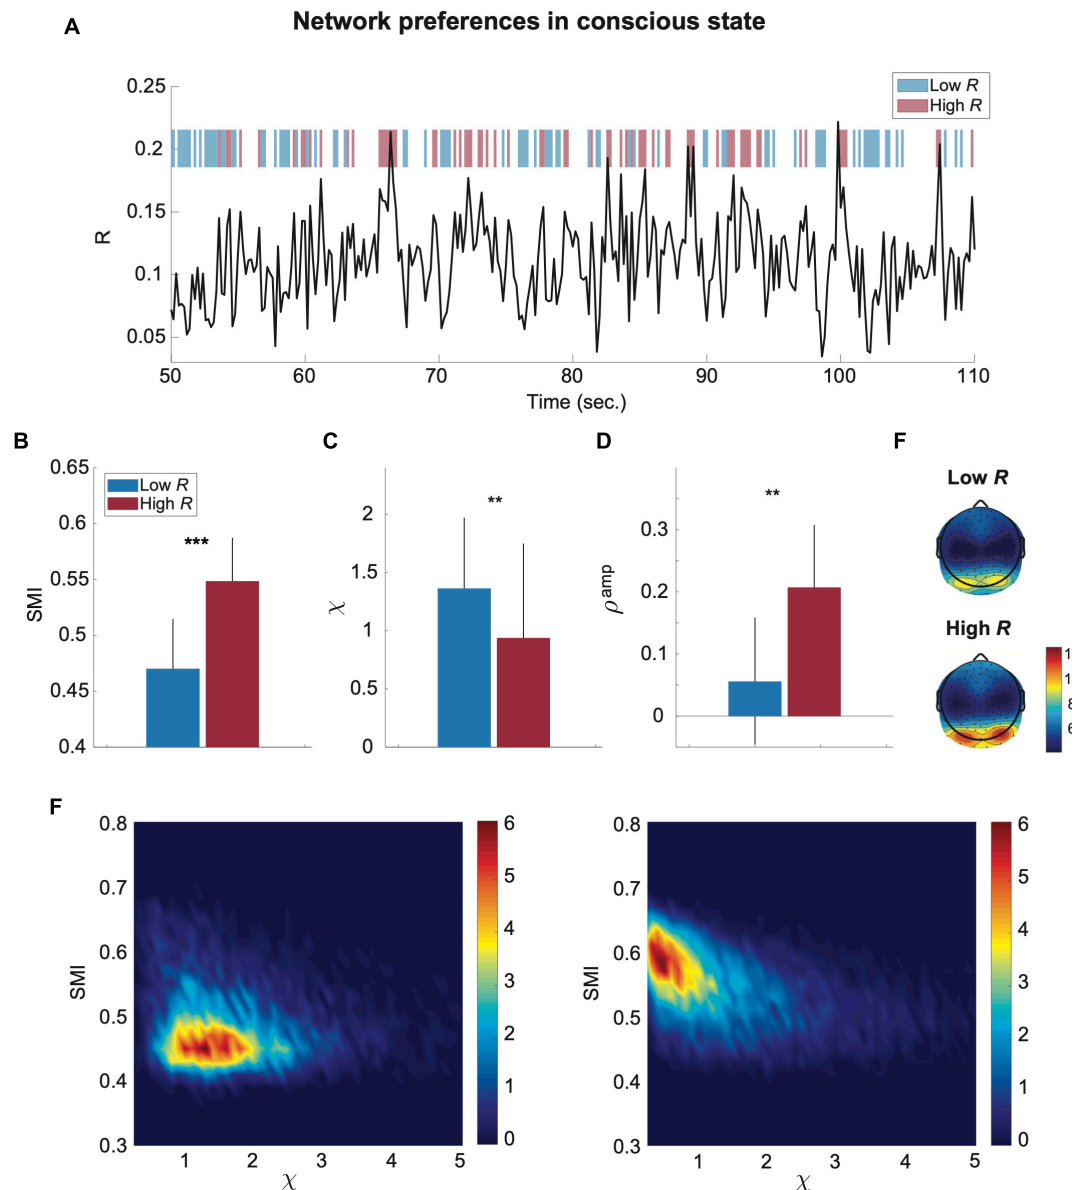 Network preferences in conscious state
A
0.25
0.2
0.15
0.1
0.05
R
Low R
High R
50 60 70 80 90 100 110
Time (sec.)
B
0.65
0.6
0.55
0.5
0.45
0.4
SMI
Low R
High R
***
C
2
1.5
1
0.5
0
χ
**
D
0.3
0.2
0.1
0
ρamp
**
F
Low R
High R
1
1
8
6
F
0.8
0.7
0.6
0.5
0.4
0.3
SMI
1 2 3 4 5
χ
6
5
4
3
2
1
0
0.8
0.7
0.6
0.5
0.4
0.3
SMI
1 2 3 4 5
χ
6
5
4
3
2
1
0